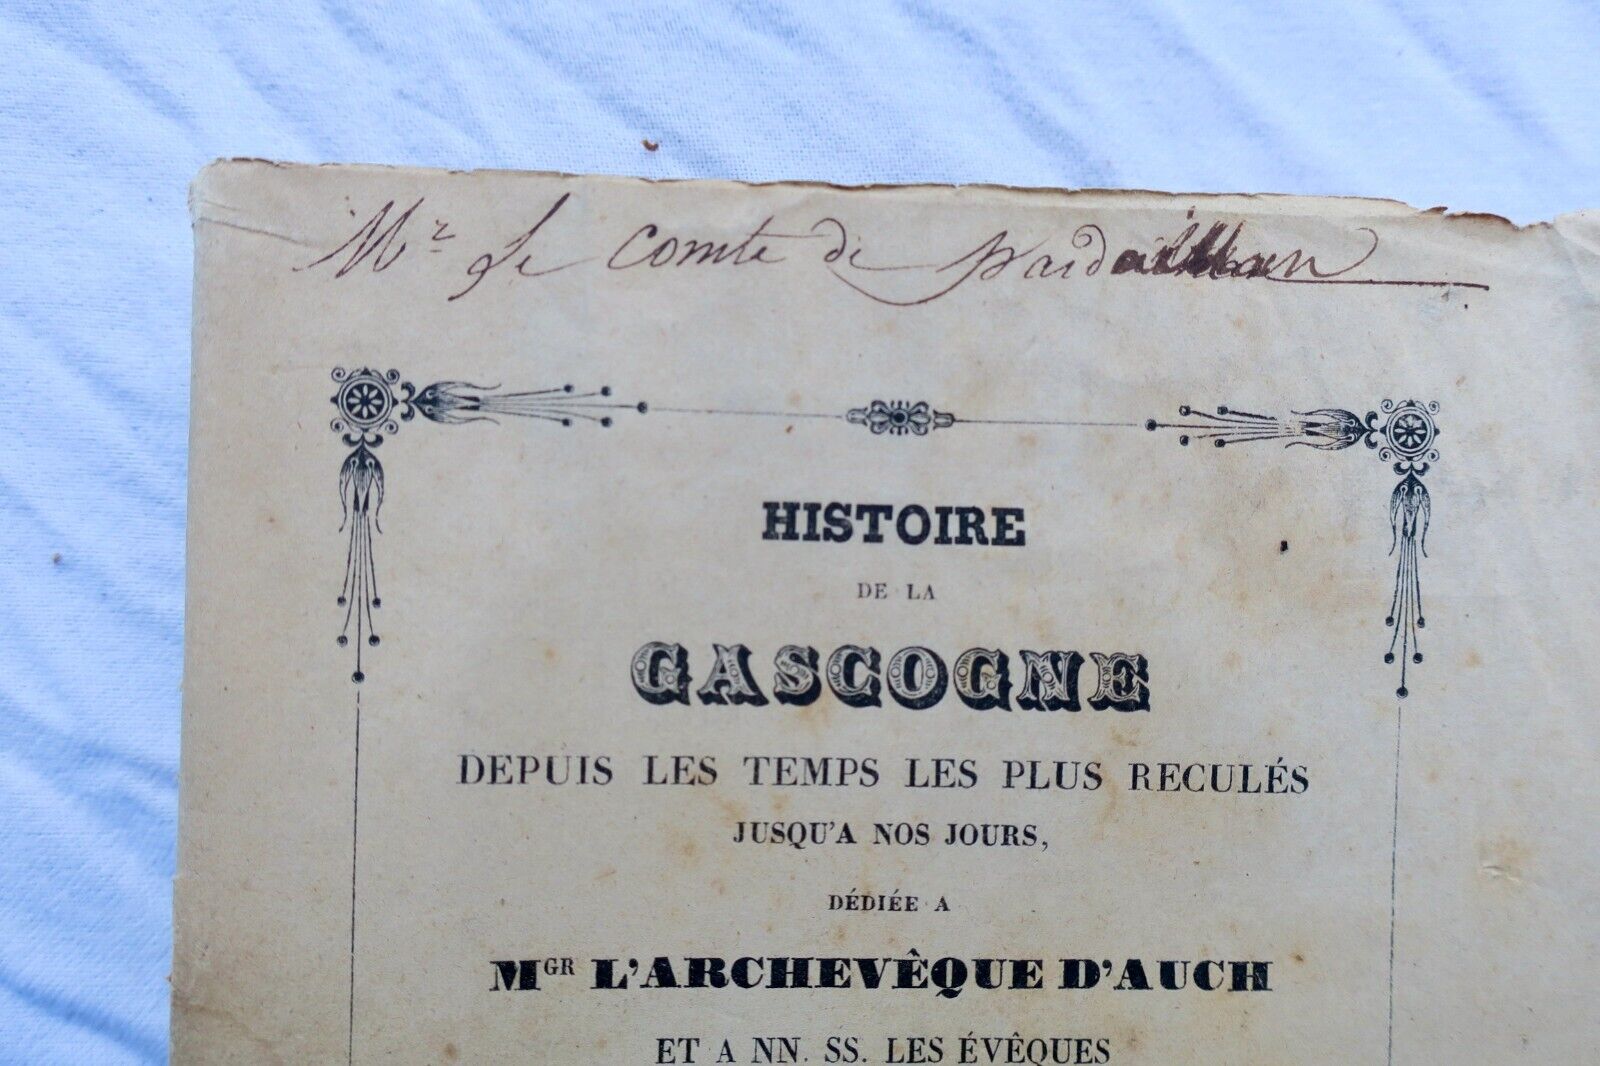 Mr Le Comte de Pardaillan
HISTOIRE
DE LA
GASCOGNE
DEPUIS LES TEMPS LES PLUS RECULÉS
JUSQU'A NOS JOURS,
DÉDIÉE A
MGR L'ARCHEVÊQUE D'AUCH
ET A NN. SS. LES ÉVÊQUES